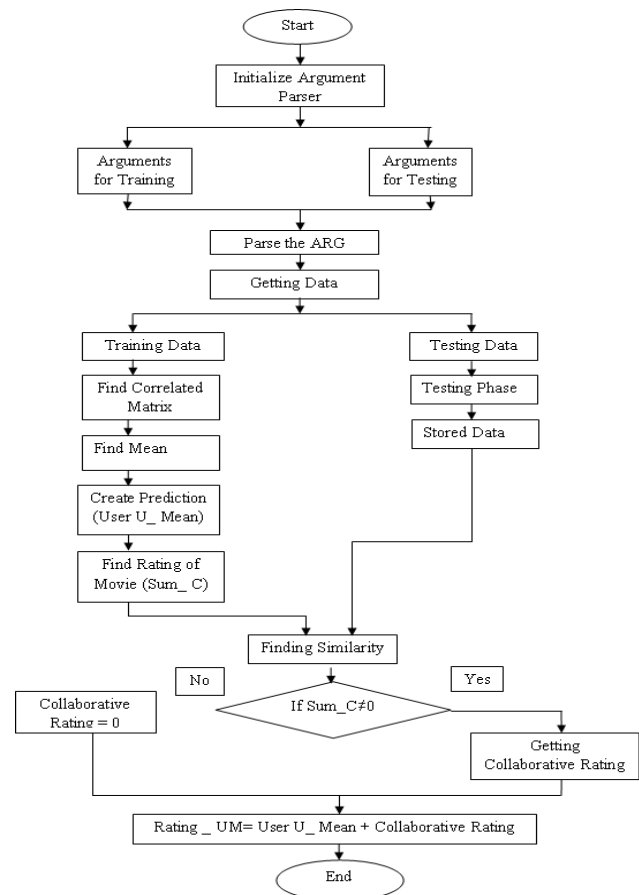 Start
Initialize Argument
Parser
Arguments
for Training
Arguments
for Testing
Parse the ARG
Getting Data
Training Data
Testing Data
Find Correlated
Matrix
Testing Phase
Find Mean
Stored Data
Create Prediction
(User U_ Mean)
Find Rating of
Movie (Sum_ C)
Finding Similarity
No
Yes
If Sum_C≠0
Collaborative
Rating = 0
Getting
Collaborative Rating
Rating _ UM= User U_ Mean + Collaborative Rating
End